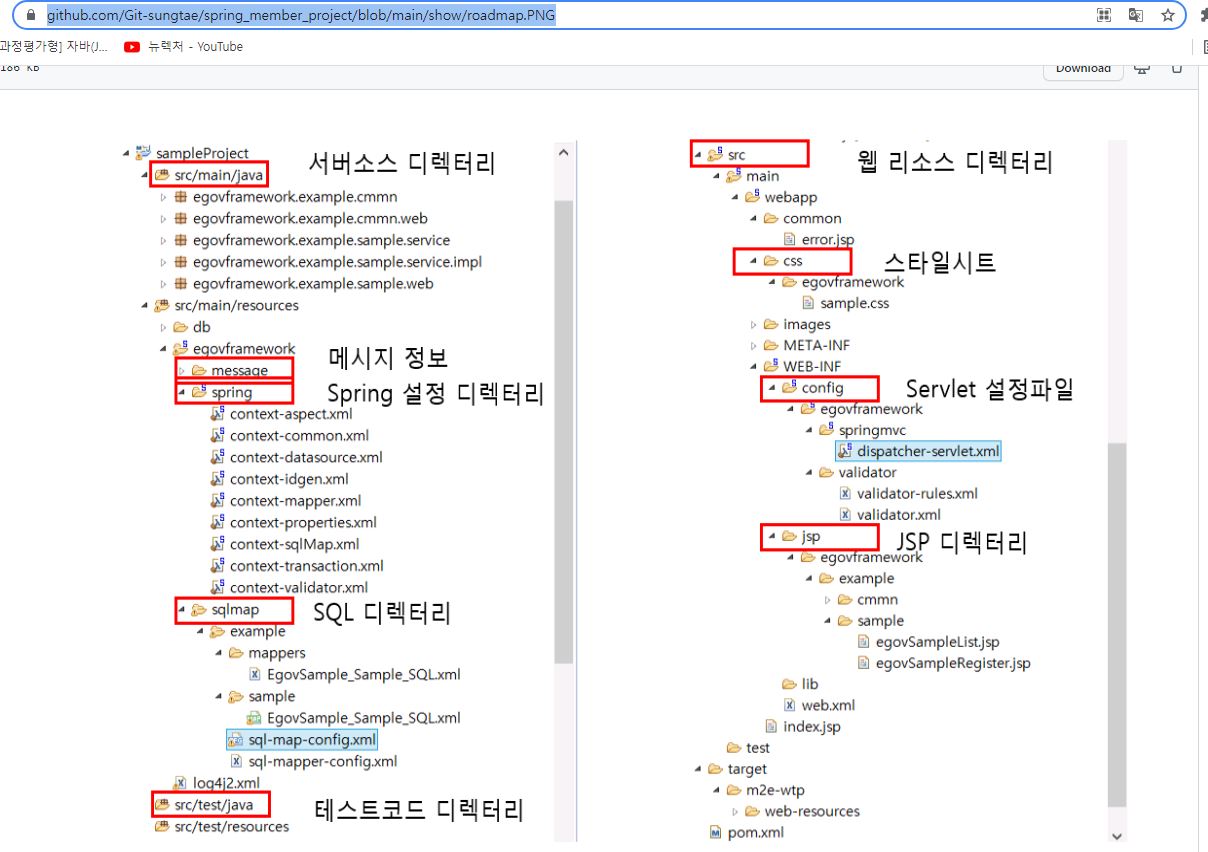 github.com/Git-sungtae/spring_member_project/blob/main/show/roadmap.PNG
과정평가형] 자바(J...
뉴렉처 - YouTube
186 KB
Download
sampleProject
src/main/java
서버소스 디렉터리
egovframework.example.cmmn
egovframework.example.cmmn.web
egovframework.example.sample.service
egovframework.example.sample.service.impl
egovframework.example.sample.web
src/main/resources
db
egovframework
message
메시지 정보
spring
Spring 설정 디렉터리
context-aspect.xml
context-common.xml
context-datasource.xml
context-idgen.xml
context-mapper.xml
context-properties.xml
context-sqlMap.xml
context-transaction.xml
context-validator.xml
sqlmap
SQL 디렉터리
example
mappers
EgovSample_Sample_SQL.xml
sample
EgovSample_Sample_SQL.xml
sql-map-config.xml
sql-mapper-config.xml
log4j2.xml
src/test/java
테스트코드 디렉터리
src/test/resources
src
웹 리소스 디렉터리
main
webapp
common
error.jsp
css
스타일시트
egovframework
sample.css
images
META-INF
WEB-INF
config
Servlet 설정파일
egovframework
springmvc
dispatcher-servlet.xml
validator
validator-rules.xml
validator.xml
jsp
JSP 디렉터리
egovframework
example
cmmn
sample
egovSampleList.jsp
egovSampleRegister.jsp
lib
web.xml
index.jsp
test
target
m2e-wtp
web-resources
pom.xml